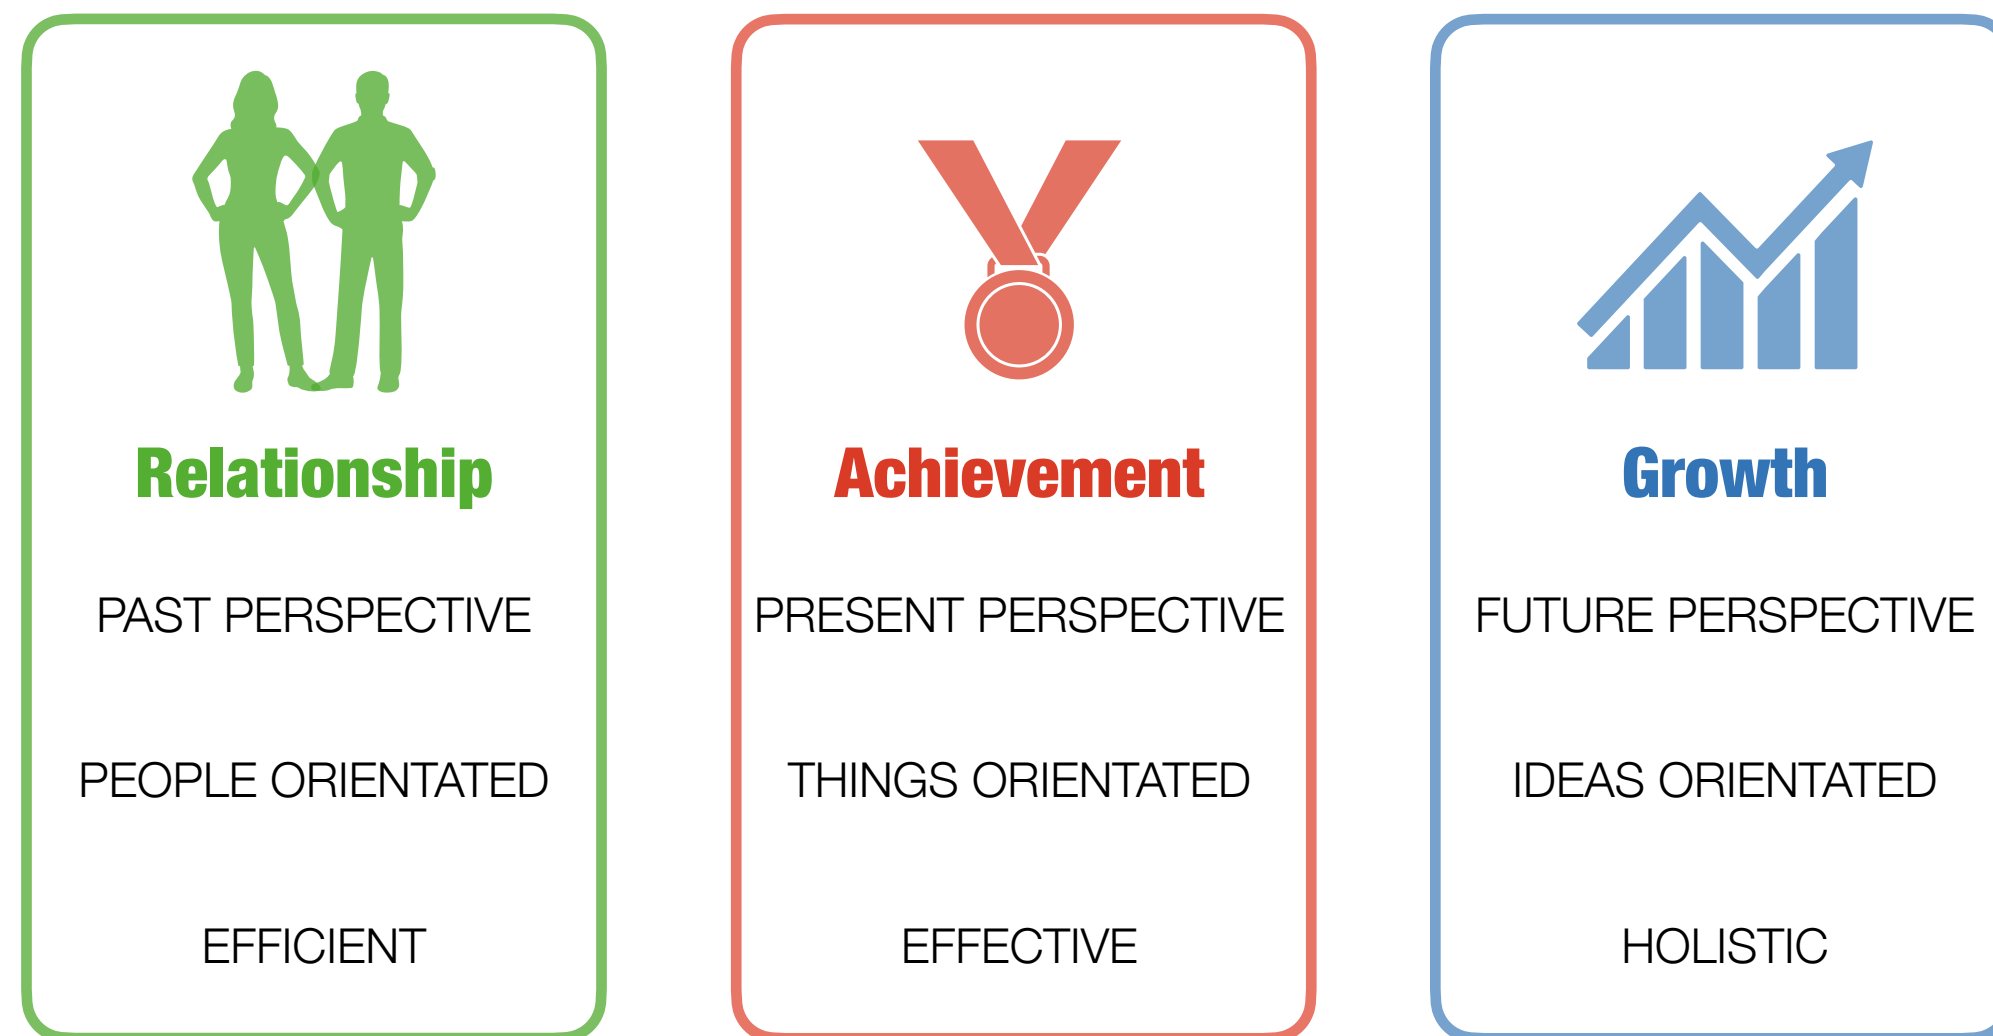 Relationship
PAST PERSPECTIVE
PEOPLE ORIENTATED
EFFICIENT
Achievement
PRESENT PERSPECTIVE
THINGS ORIENTATED
EFFECTIVE
Growth
FUTURE PERSPECTIVE
IDEAS ORIENTATED
HOLISTIC